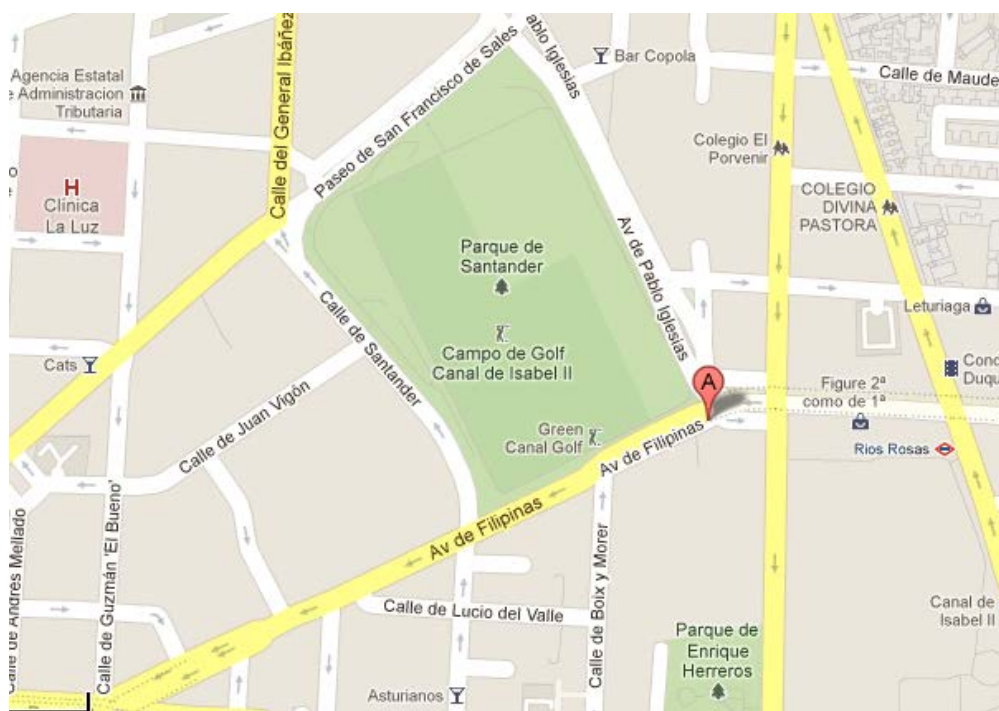 Paseo de San Francisco de Sales
ablo Iglesias
Bar Copola
Calle de Maude
Agencia Estatal
Administracion
Tributaria
Calle del General Ibáñez
Colegio El
Porvenir
H
Clínica
La Luz
COLEGIO
DIVINA
PASTORA
Parque de
Santander
Av de Pablo Iglesias
Leturiaga
Calle de Santander
Campo de Golf
Canal de Isabel II
Cats
A
Cond
Duqu
Figure 2ª
como de 1ª
Calle de Juan Vigón
Green
Canal Golf
Av de Filipinas
Rios Rosas
Av de Filipinas
Calle de Andrés Mellado
Calle de Guzmán 'El Bueno'
Calle de Boix y Morer
Calle de Lucio del Valle
Canal de
Isabel II
Parque de
Enrique
Herreros
Asturianos